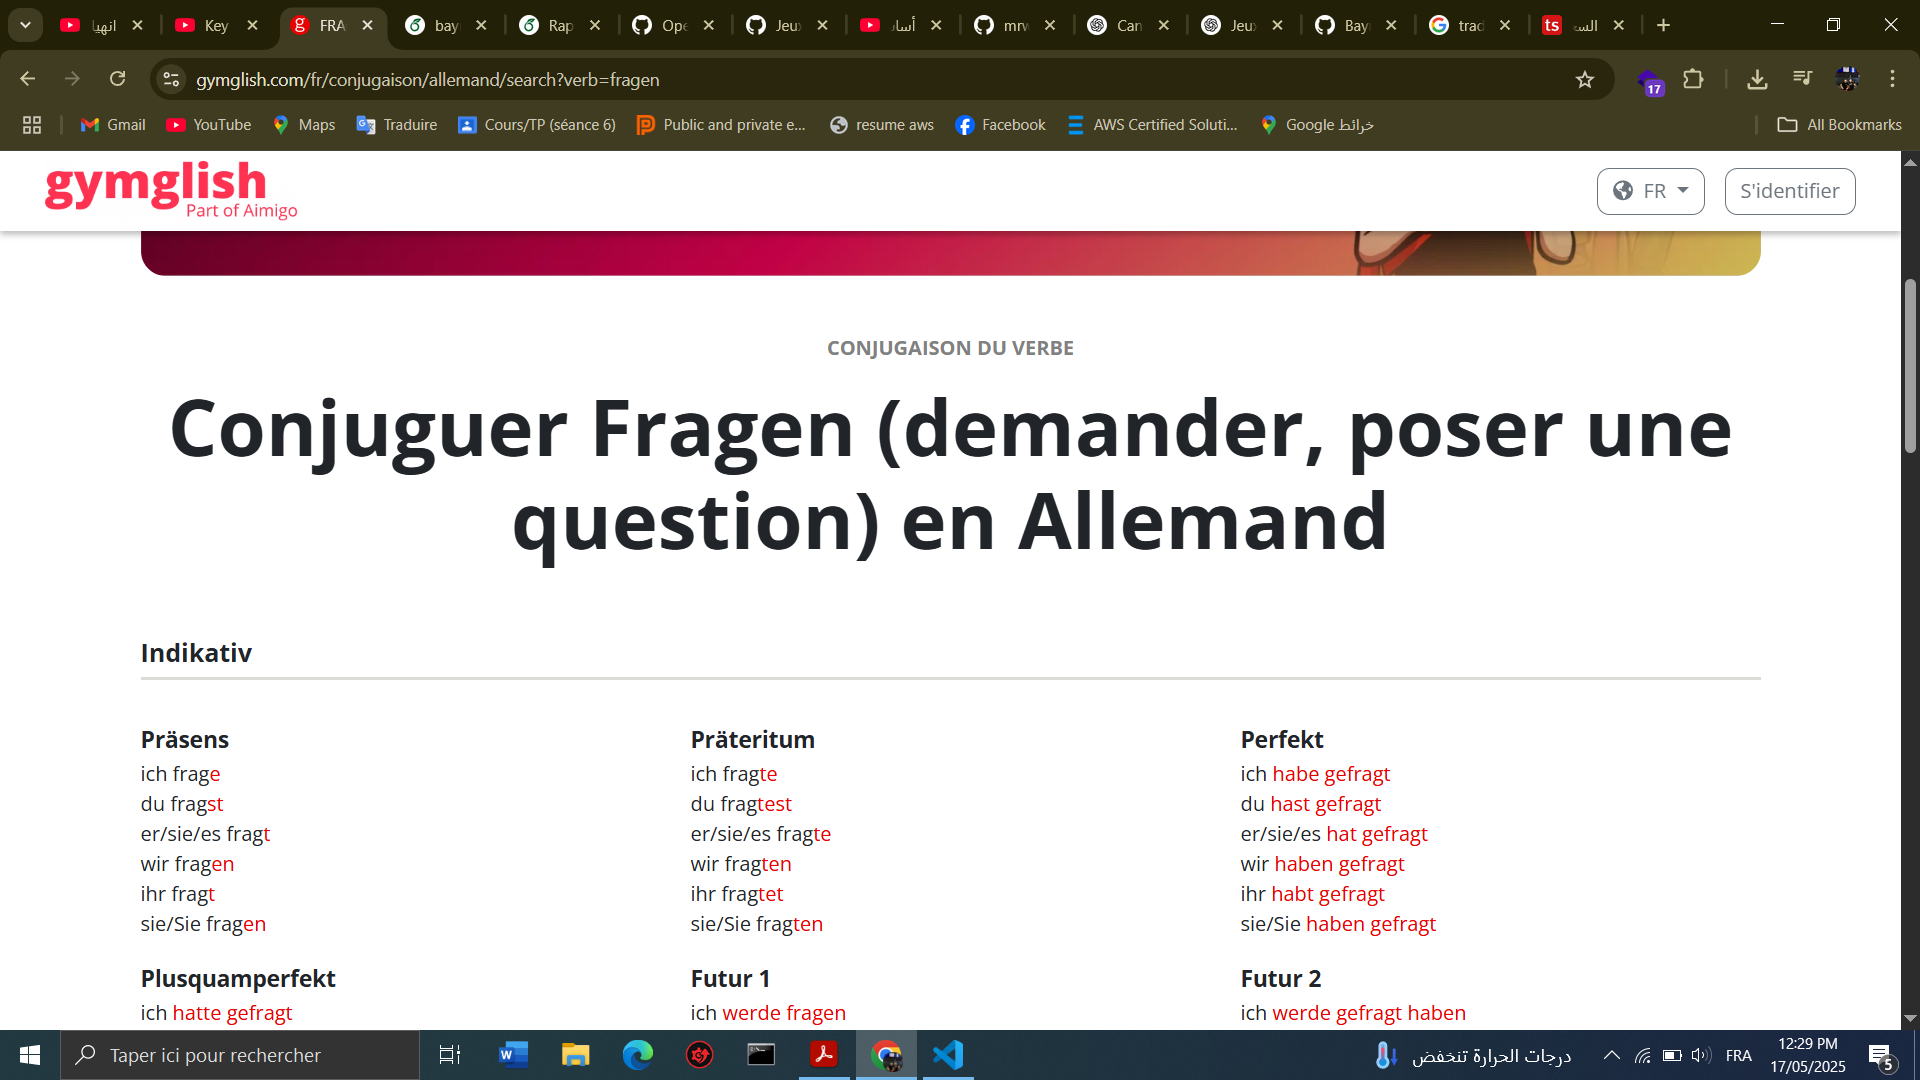 انهيا
Key
FRA
bay
Rap
Ope
Jeu
أسار
mrw
Can
Jeu
Bay
trad
السـ
gymglish.com/fr/conjugaison/allemand/search?verb=fragen
17
Gmail
YouTube
Maps
Traduire
Cours/TP (séance 6)
Public and private e...
resume aws
Facebook
AWS Certified Soluti...
خرائط Google
All Bookmarks
gymglish
Part of Aimigo
FR
S'identifier
CONJUGAISON DU VERBE
Conjuguer Fragen (demander, poser une
question) en Allemand
Indikativ
Präsens
ich frage
du fragst
er/sie/es fragt
wir fragen
ihr fragt
sie/Sie fragen
Präteritum
ich fragte
du fragtest
er/sie/es fragte
wir fragten
ihr fragtet
sie/Sie fragten
Perfekt
ich habe gefragt
du hast gefragt
er/sie/es hat gefragt
wir haben gefragt
ihr habt gefragt
sie/Sie haben gefragt
Plusquamperfekt
ich hatte gefragt
Futur 1
ich werde fragen
Futur 2
ich werde gefragt haben
Taper ici pour rechercher
درجات الحرارة تنخفض
FRA
12:29 PM
17/05/2025
5